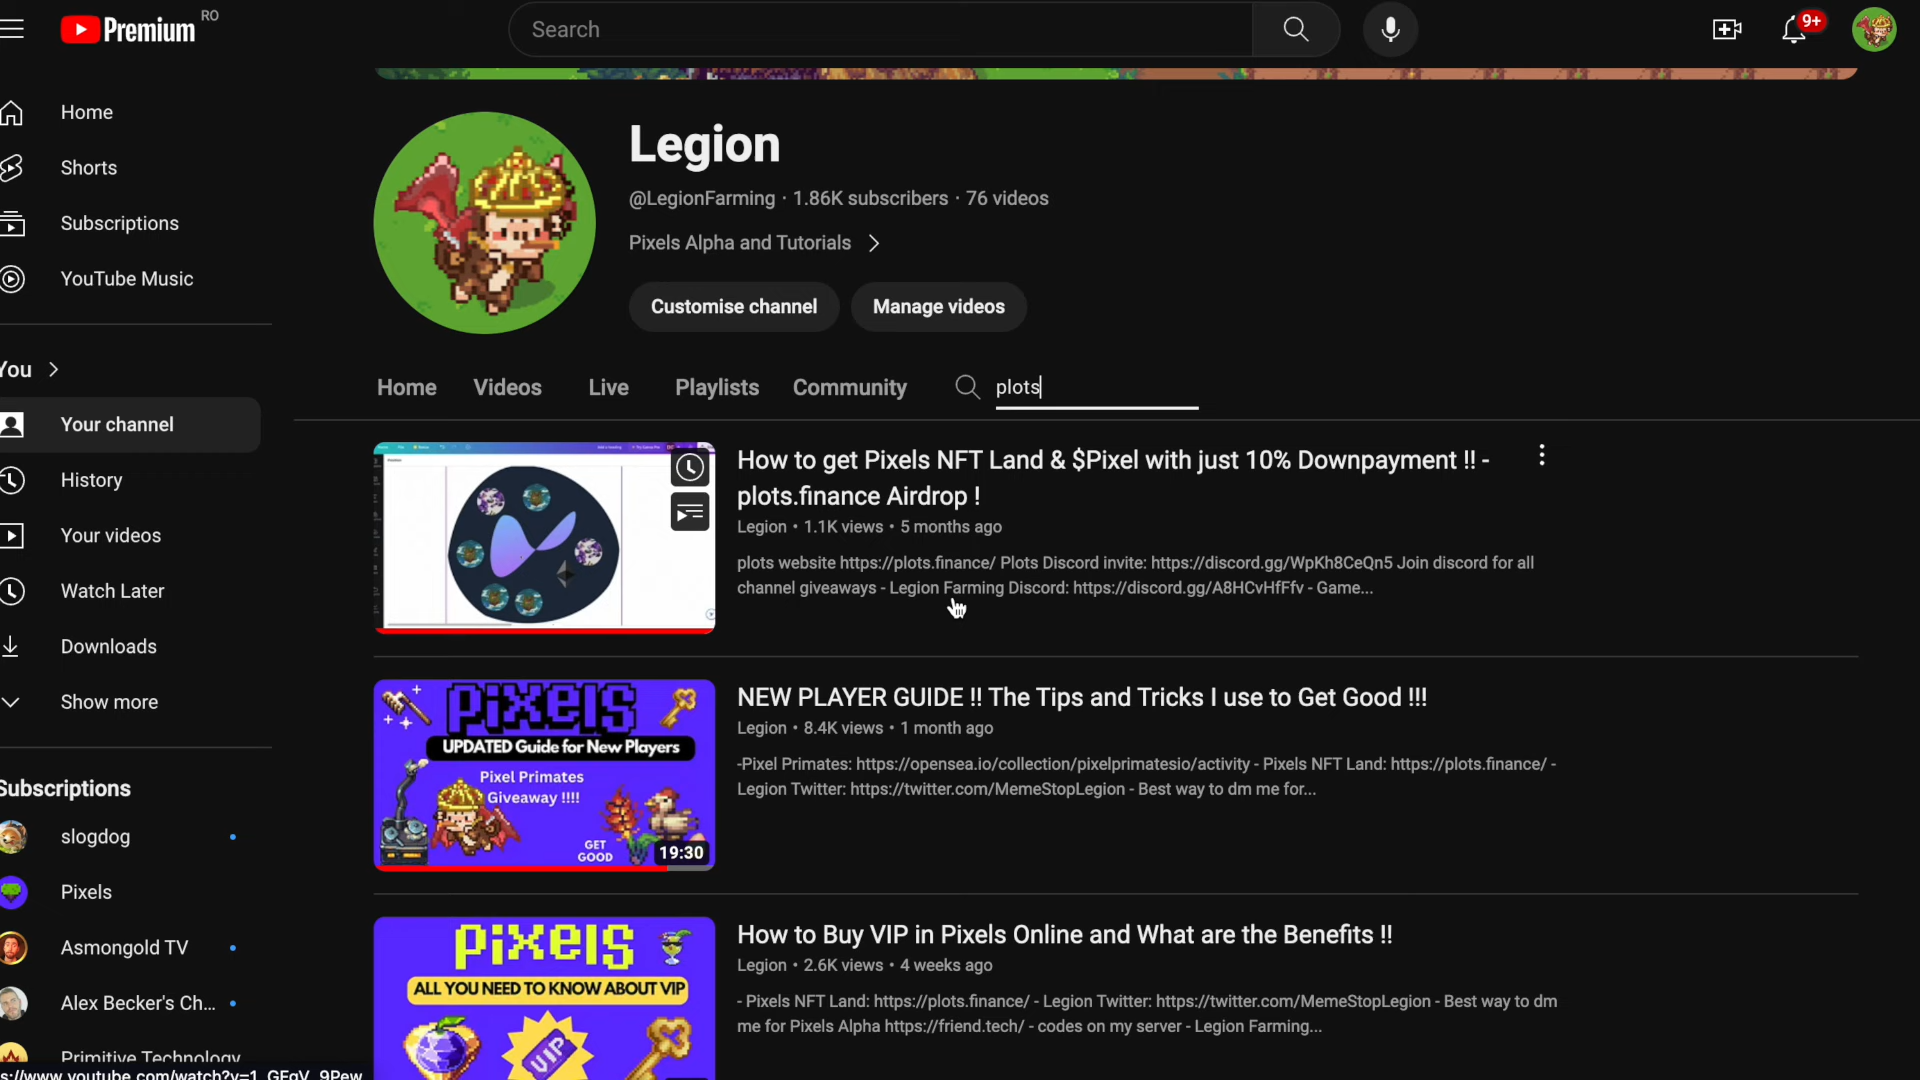 Premium RO
Search
9+
Home
Shorts
Subscriptions
YouTube Music
You
Your channel
History
Your videos
Watch Later
Downloads
Show more
Subscriptions
slogdog
Pixels
Asmongold TV
Alex Becker's Ch...
Primitive Technology
s://www.youtube.com/watch?v=1_GEqV_9Pew
Legion
@LegionFarming · 1.86K subscribers · 76 videos
Pixels Alpha and Tutorials
Customise channel Manage videos
Home Videos Live Playlists Community plots
How to get Pixels NFT Land & $Pixel with just 10% Downpayment !! -
plots.finance Airdrop !
Legion • 1.1K views • 5 months ago
plots website https://plots.finance/ Plots Discord invite: https://discord.gg/WpKh8CeQn5 Join discord for all
channel giveaways - Legion Farming Discord: https://discord.gg/A8HCvHfFfv - Game...
pixels
UPDATED Guide for New Players
Pixel Primates
Giveaway !!!!
GET
GOOD
19:30
NEW PLAYER GUIDE !! The Tips and Tricks I use to Get Good !!!
Legion • 8.4K views • 1 month ago
-Pixel Primates: https://opensea.io/collection/pixelprimatesio/activity - Pixels NFT Land: https://plots.finance/ -
Legion Twitter: https://twitter.com/MemeStopLegion - Best way to dm me for...
pixels
ALL YOU NEED TO KNOW ABOUT VIP
VIP
How to Buy VIP in Pixels Online and What are the Benefits !!
Legion • 2.6K views • 4 weeks ago
- Pixels NFT Land: https://plots.finance/ - Legion Twitter: https://twitter.com/MemeStopLegion - Best way to dm
me for Pixels Alpha https://friend.tech/ - codes on my server - Legion Farming...